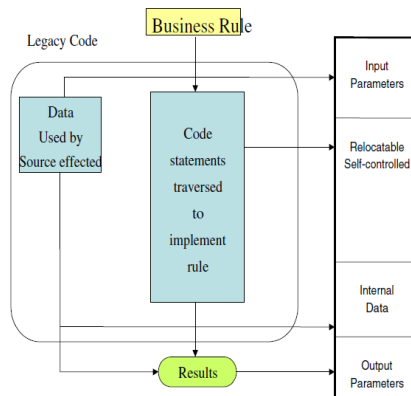 Business Rule
Legacy Code
Data
Used by
Source effected
Code
statements
traversed
to
implement
rule
Results
Input
Parameters
Relocatable
Self-controlled
Internal
Data
Output
Parameters